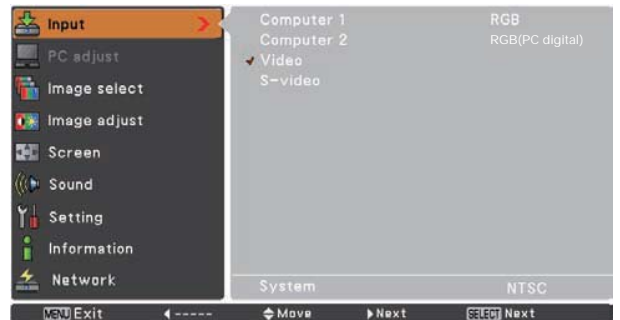 Input
PC adjust
Image select
Image adjust
Screen
Sound
Setting
Information
Network
Computer 1 RGB
Computer 2 RGB(PC digital)
Video
S-video
System NTSC
MENU Exit ----- Move Next SELECT Next